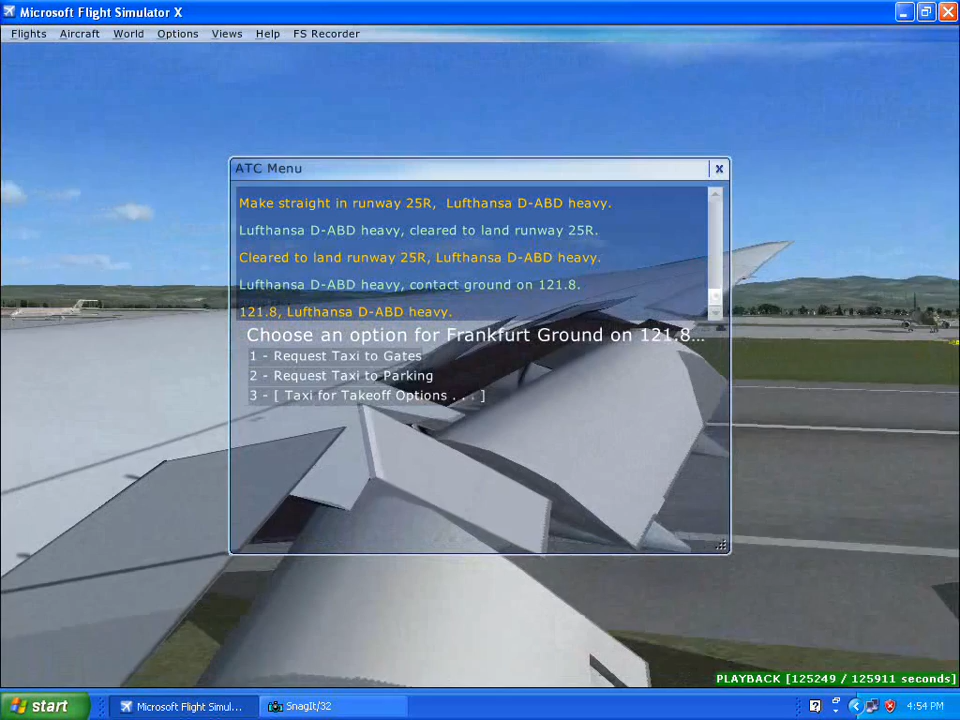 Microsoft Flight Simulator X
Flights Aircraft World Options Views Help FS Recorder
ATC Menu x
Make straight in runway 25R, Lufthansa D-ABD heavy.
Lufthansa D-ABD heavy, cleared to land runway 25R.
Cleared to land runway 25R, Lufthansa D-ABD heavy.
Lufthansa D-ABD heavy, contact ground on 121.8.
121.8, Lufthansa D-ABD heavy.
Choose an option for Frankfurt Ground on 121.8...
1 - Request Taxi to Gates
2 - Request Taxi to Parking
3 - [ Taxi for Takeoff Options . . . ]
PLAYBACK [125249 / 125911 seconds]
start Microsoft Flight Simul... SnagIt/32 4:54 PM